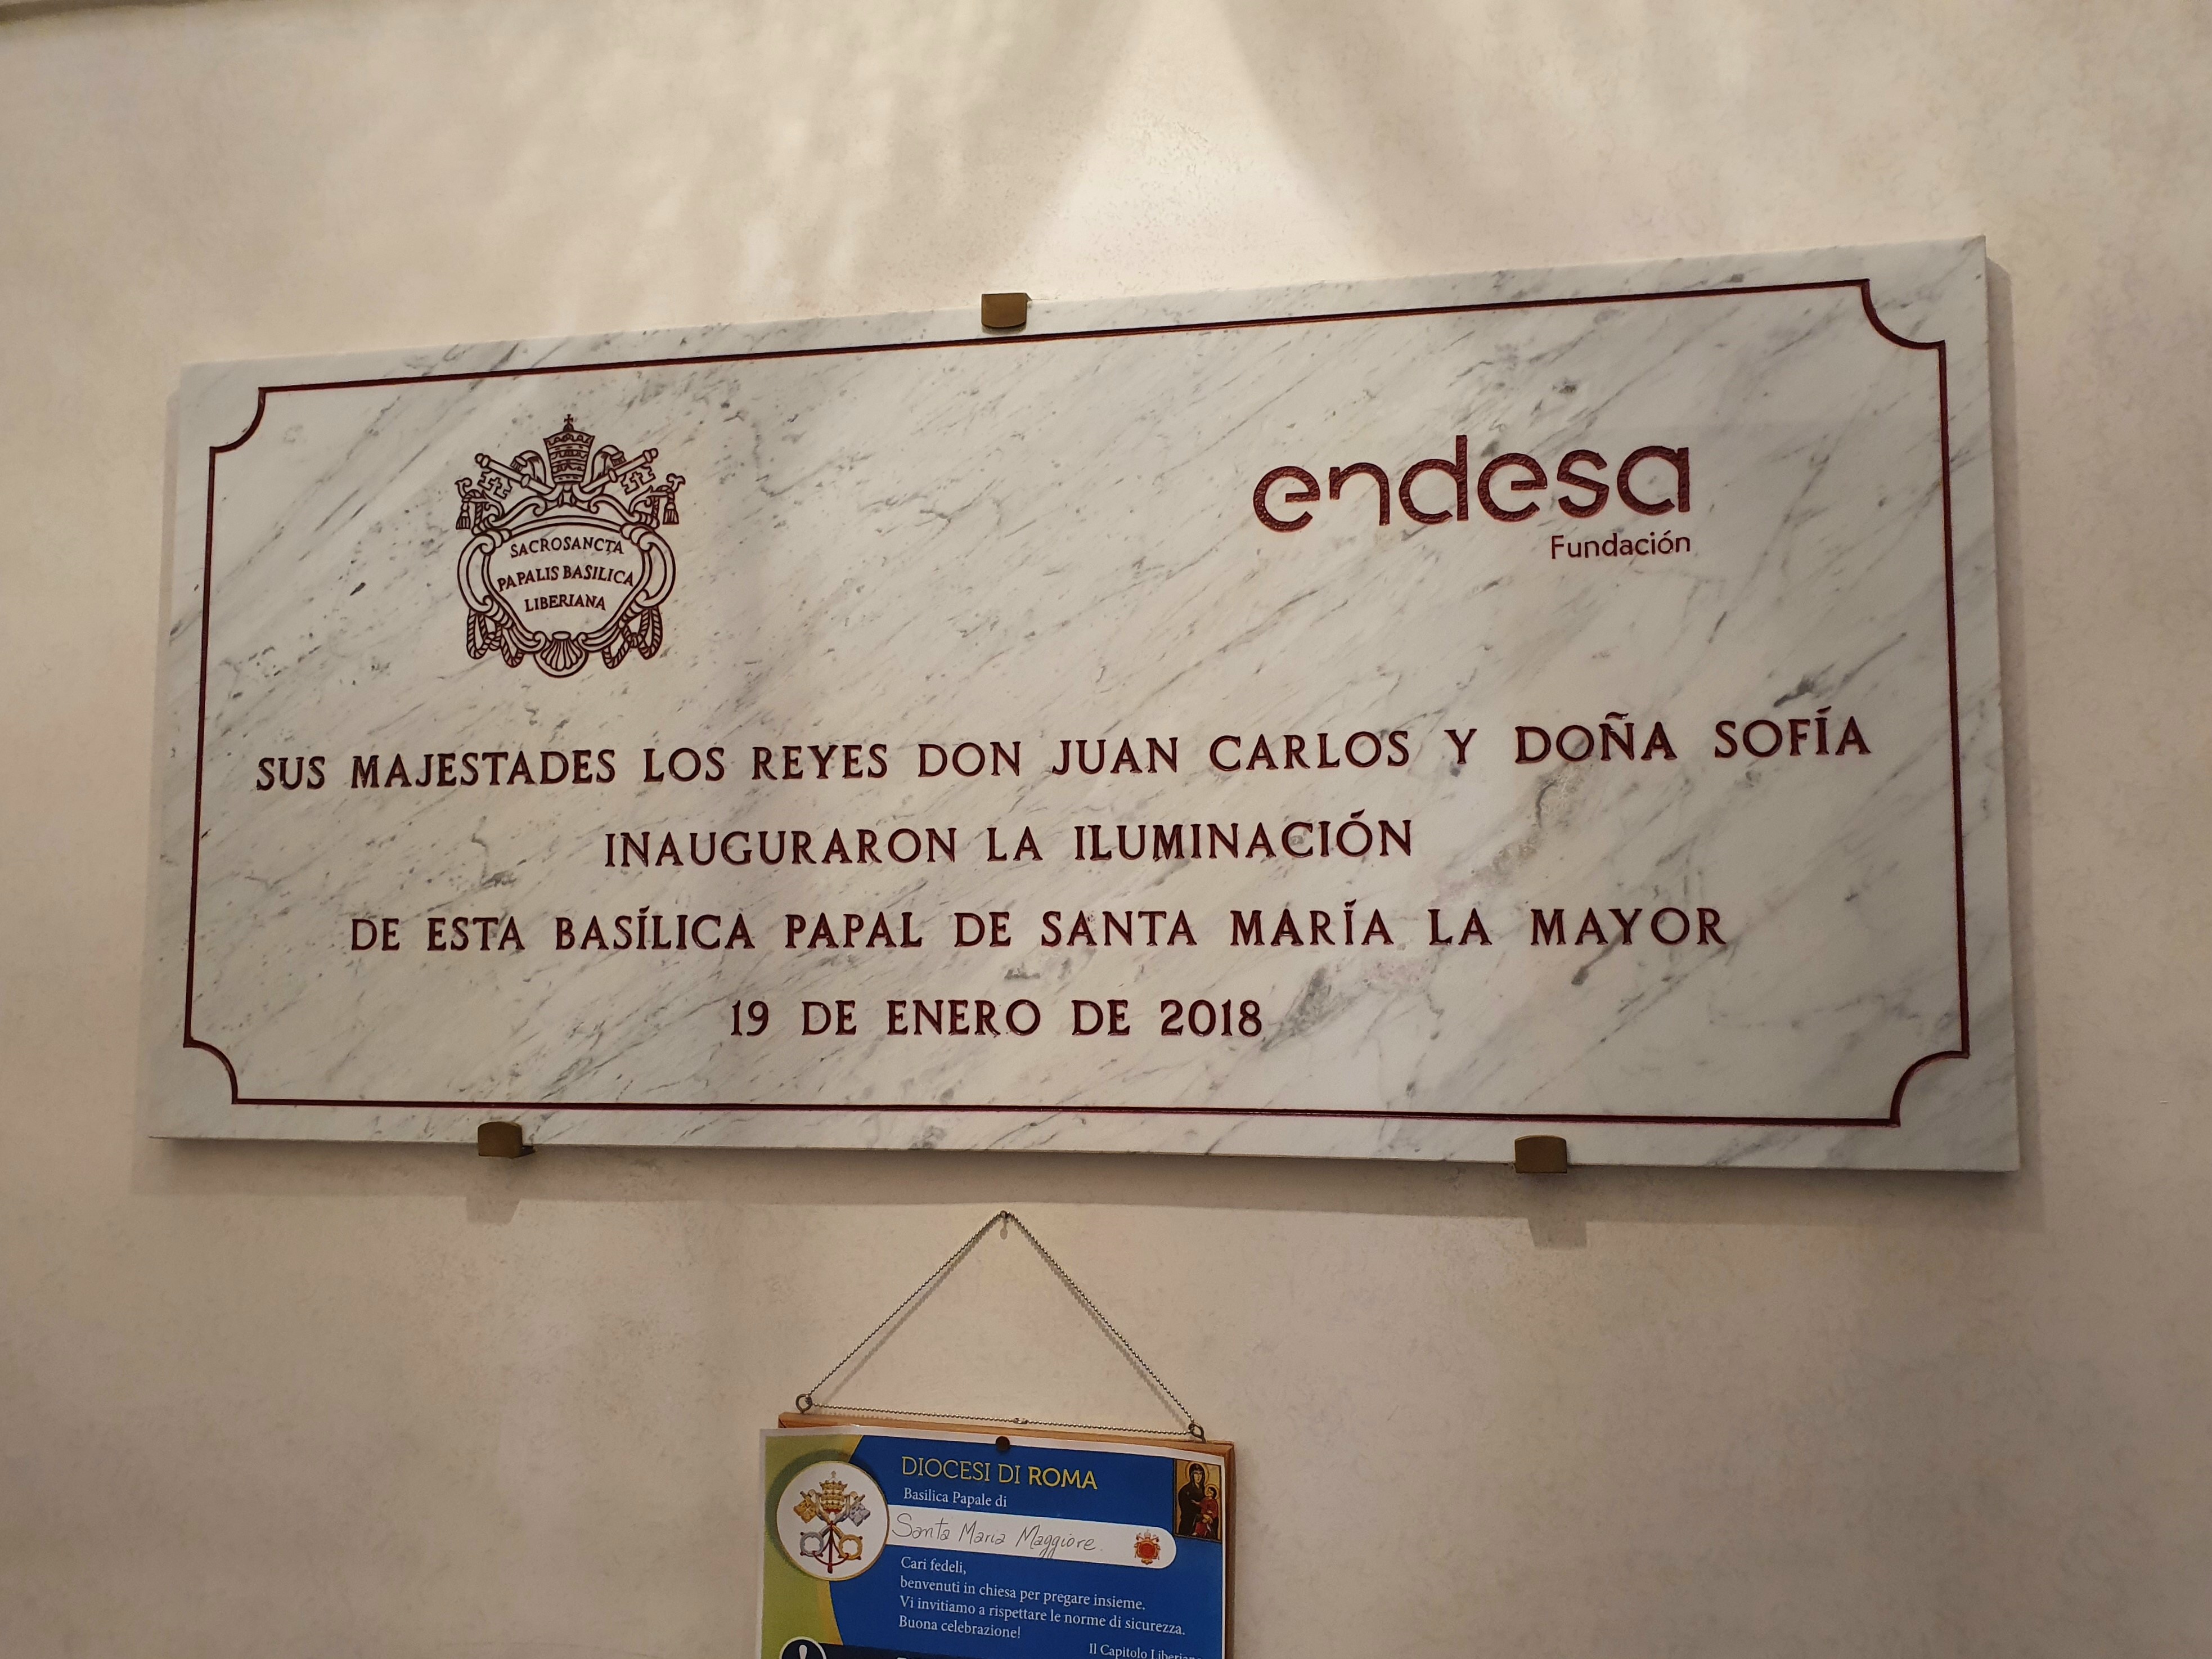 SACROSANCTA
PAPALIS BASILICA
LIBERIANA
endesa
Fundación
SUS MAJESTADES LOS REYES DON JUAN CARLOS Y DOÑA SOFÍA
INAUGURARON LA ILUMINACIÓN
DE ESTA BASÍLICA PAPAL DE SANTA MARÍA LA MAYOR
19 DE ENERO DE 2018
DIOCESI DI ROMA
Basilica Papale di
Santa Maria Maggiore.
Cari fedeli,
benvenuti in chiesa per pregare insieme.
Vi invitiamo a rispettare le norme di sicurezza.
Buona celebrazione!
Il Capitolo